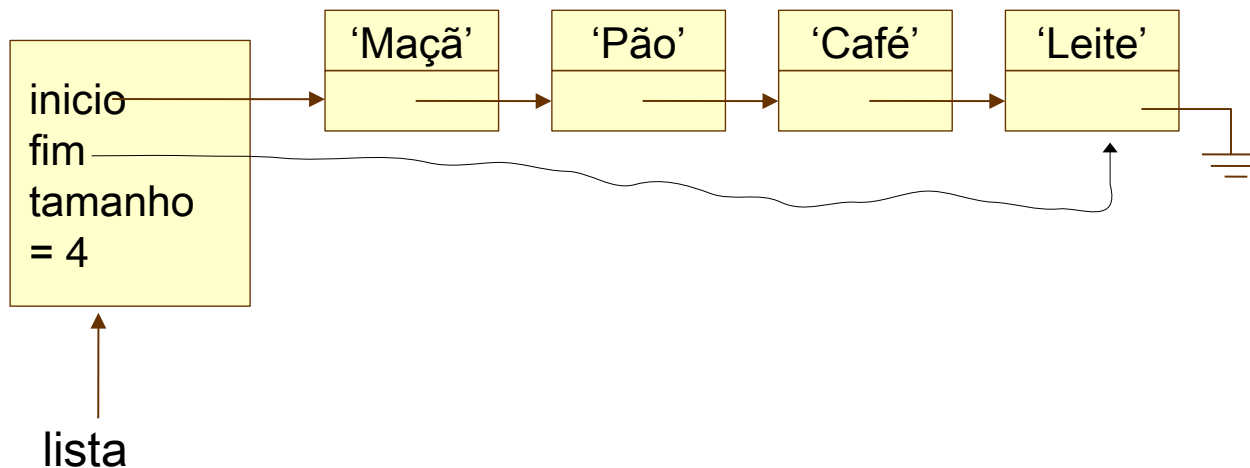 ‘Maçã’
‘Pão’
‘Café’
‘Leite’
inicio
fim
tamanho
= 4
lista